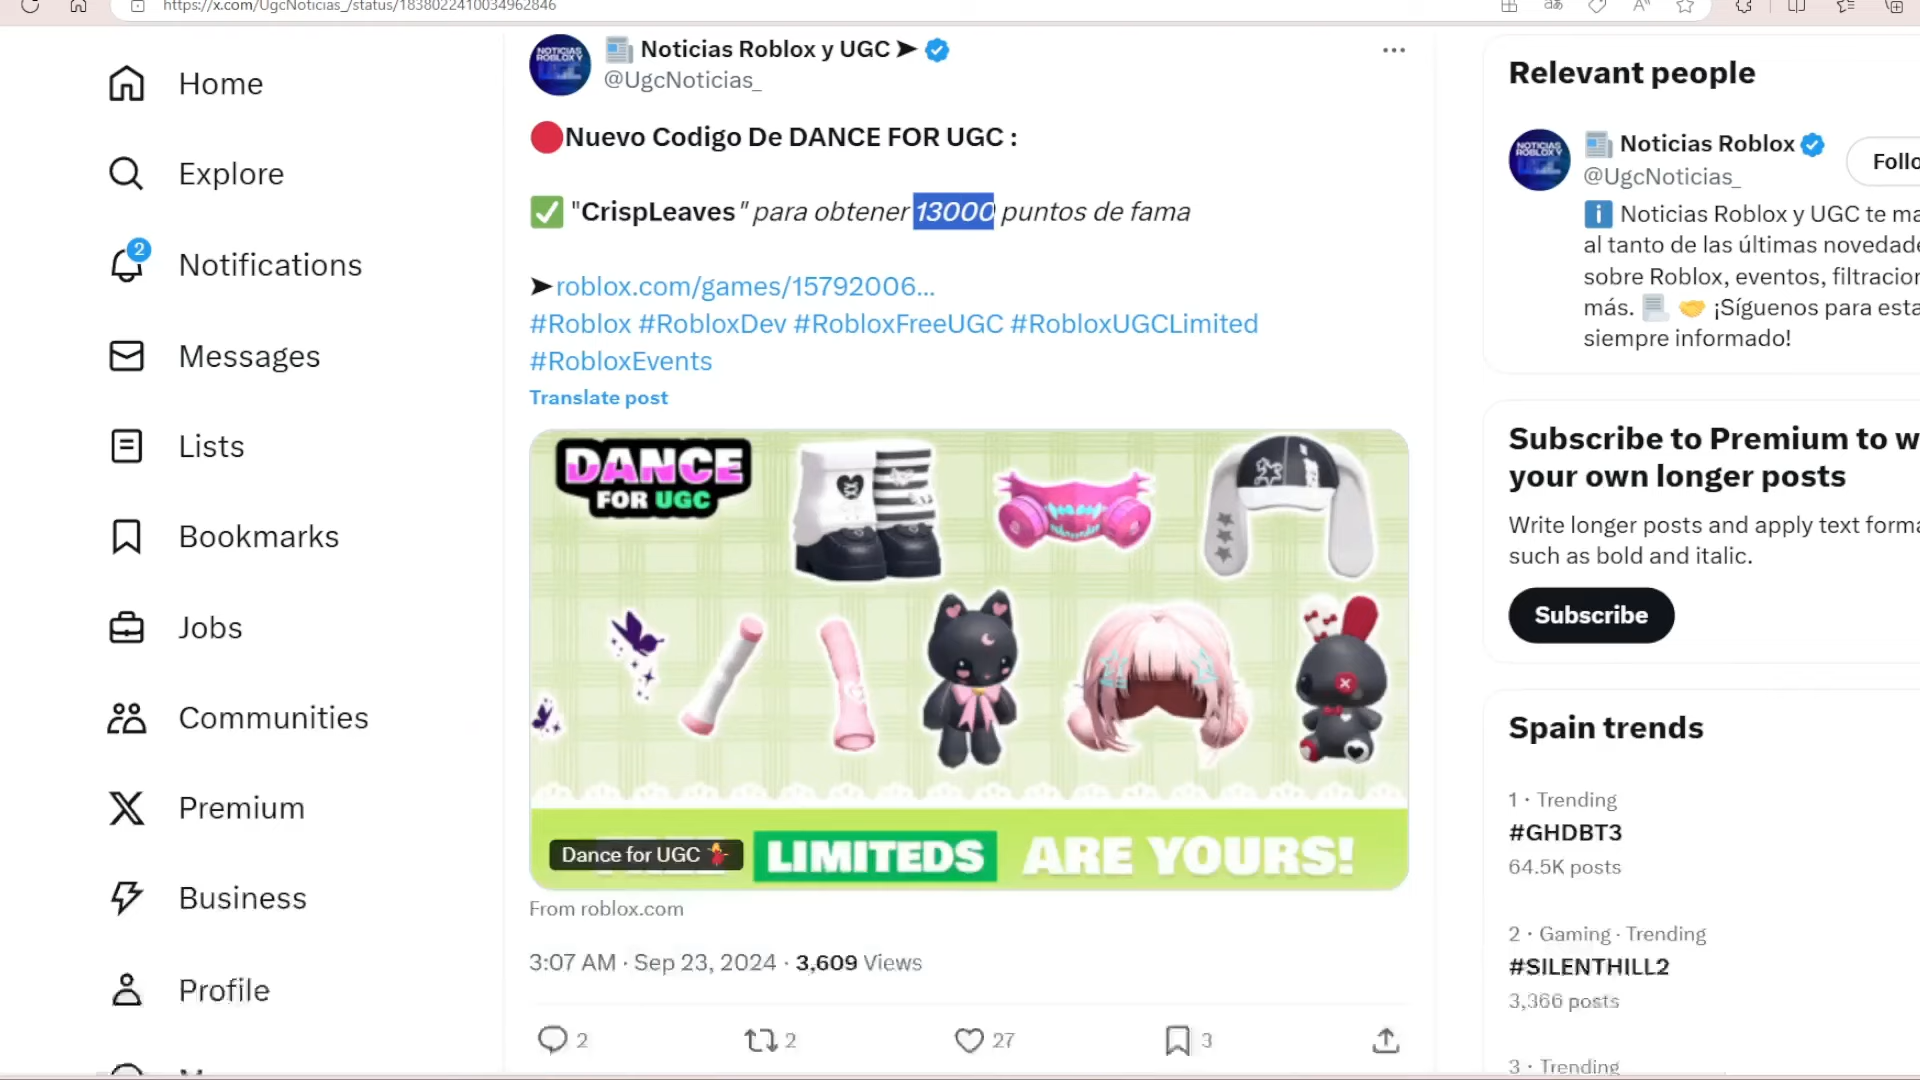 https://x.com/UgcNoticias_/status/1838022410034962846
Home
Explore
2
Notifications
Messages
Lists
Bookmarks
Jobs
Communities
Premium
Business
Profile
NOTICIAS
ROBLOX Y
Noticias Roblox y UGC ➤
@UgcNoticias_
🔴Nuevo Codigo De DANCE FOR UGC :
✅ "CrispLeaves" para obtener 13000 puntos de fama
➤roblox.com/games/15792006…
#Roblox #RobloxDev #RobloxFreeUGC #RobloxUGCLimited
#RobloxEvents
Translate post
DANCE
FOR UGC
Dance for UGC 💃
LIMITEDS ARE YOURS!
From roblox.com
3:07 AM · Sep 23, 2024 · 3,609 Views
2
2
27
3
Relevant people
NOTICIAS
ROBLOX Y
Noticias Roblox
@UgcNoticias_
Follo
ℹ️ Noticias Roblox y UGC te ma
al tanto de las últimas novedade
sobre Roblox, eventos, filtracion
más. 📃 🤝 ¡Síguenos para esta
siempre informado!
Subscribe to Premium to w
your own longer posts
Write longer posts and apply text forma
such as bold and italic.
Subscribe
Spain trends
1 · Trending
#GHDBT3
64.5K posts
2 · Gaming · Trending
#SILENTHILL2
3,366 posts
3 · Trending